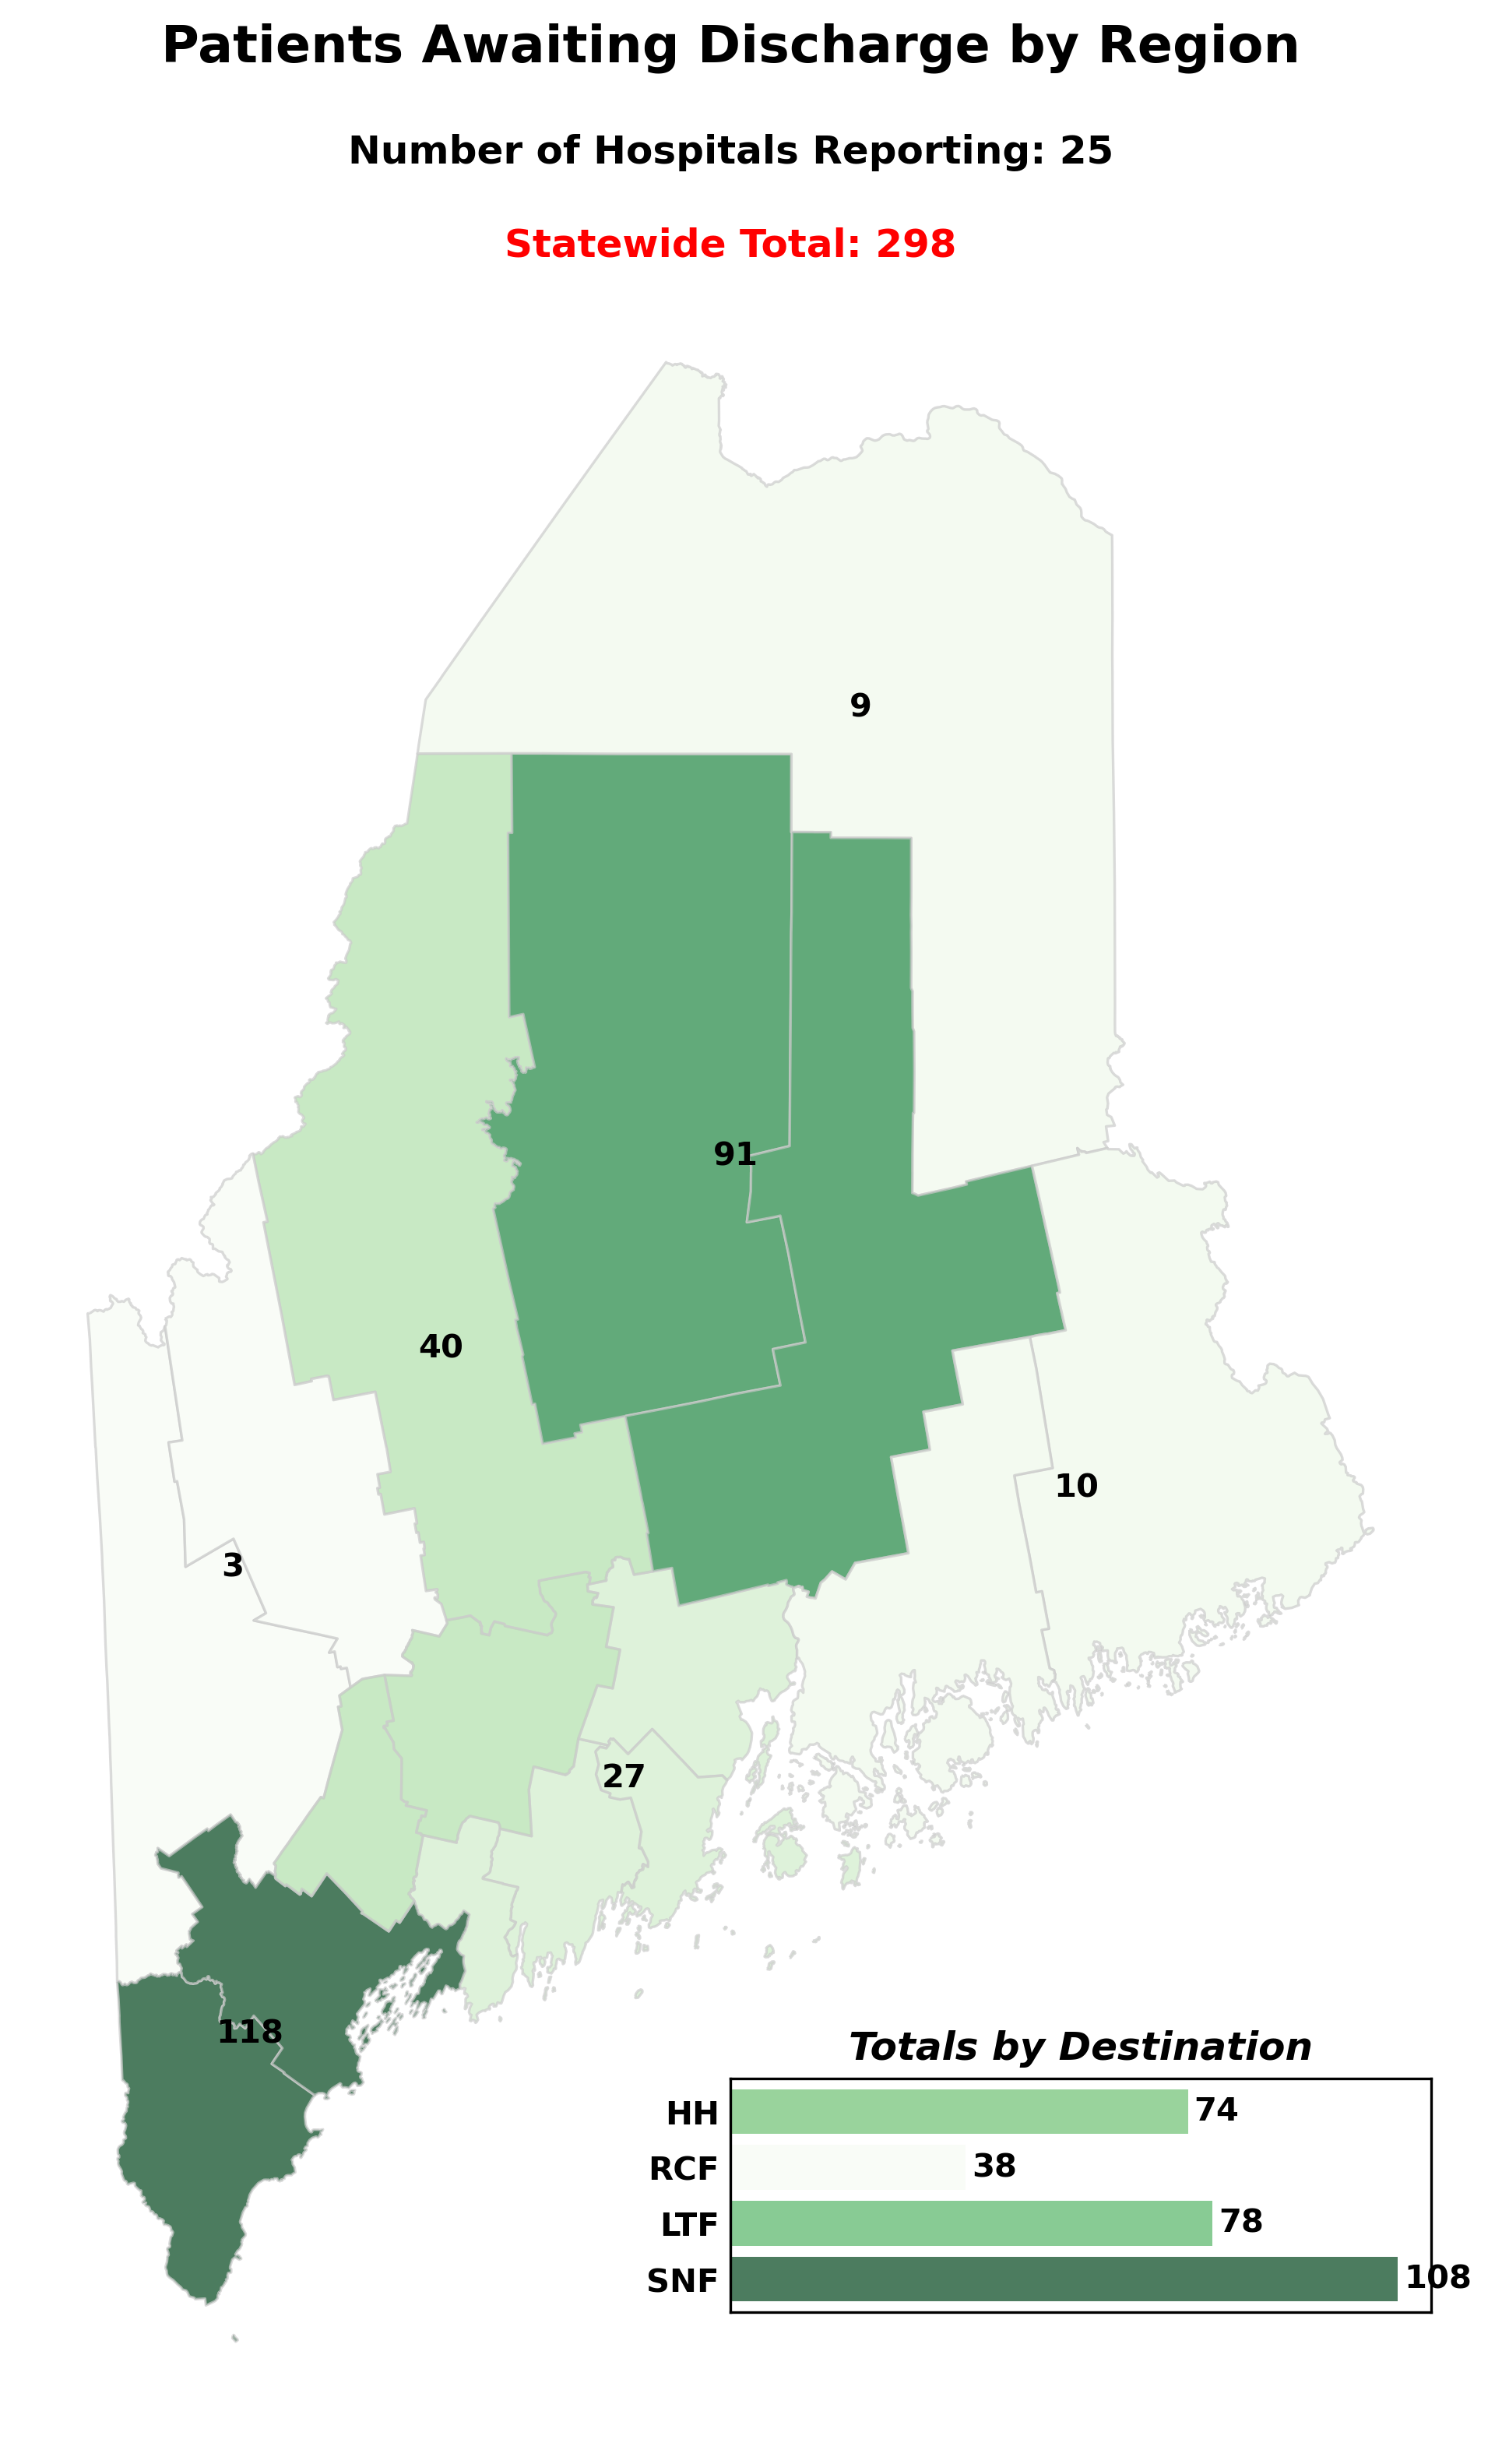 Patients Awaiting Discharge by Region
Number of Hospitals Reporting: 25
Statewide Total: 298
9
91
40
10
3
27
118
Totals by Destination
HH 74
RCF 38
LTF 78
SNF 108